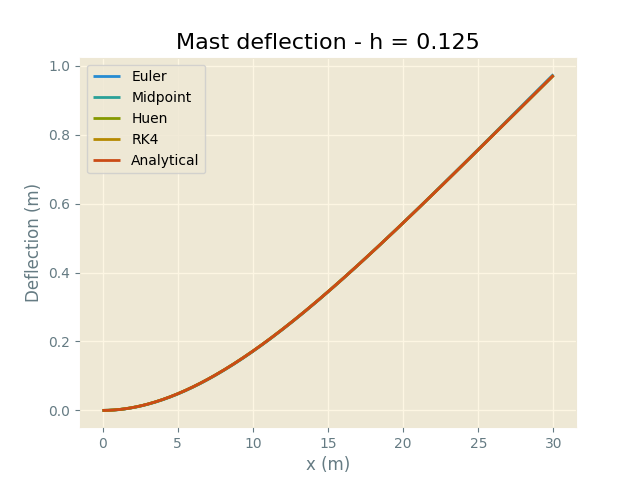 Mast deflection - h = 0.125
Euler
Midpoint
Huen
RK4
Analytical
Deflection (m)
1.0
0.8
0.6
0.4
0.2
0.0
0
5
10
15
20
25
30
x (m)